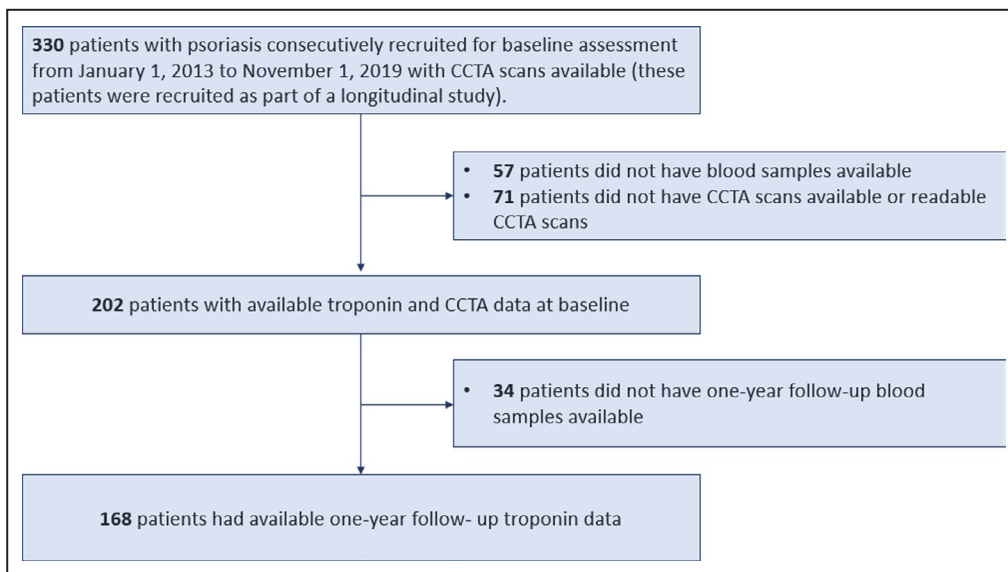 330 patients with psoriasis consecutively recruited for baseline assessment
from January 1, 2013 to November 1, 2019 with CCTA scans available (these
patients were recruited as part of a longitudinal study).
• 57 patients did not have blood samples available
• 71 patients did not have CCTA scans available or readable
CCTA scans
202 patients with available troponin and CCTA data at baseline
• 34 patients did not have one-year follow-up blood
samples available
168 patients had available one-year follow- up troponin data